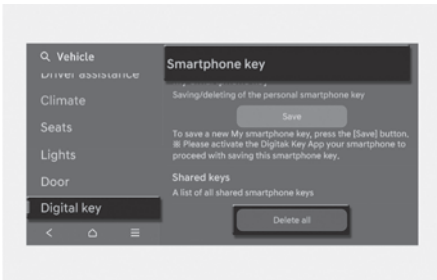 Vehicle
Driver assistance
Climate
Seats
Lights
Door
Digital key
Smartphone key
Saving/deleting of the personal smartphone key
Save
To save a new My smartphone key, press the [Save] button.
※ Please activate the Digitak Key App your smartphone to
proceed with saving this smartphone key.
Shared keys
A list of all shared smartphone keys
Delete all